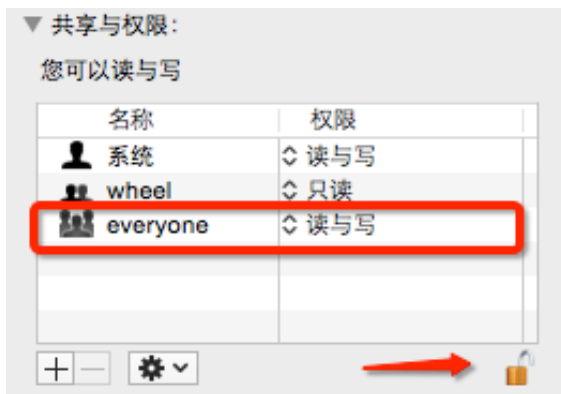 共享与权限:
您可以读与写
名称 权限
系统 读与写
wheel 只读
everyone 读与写